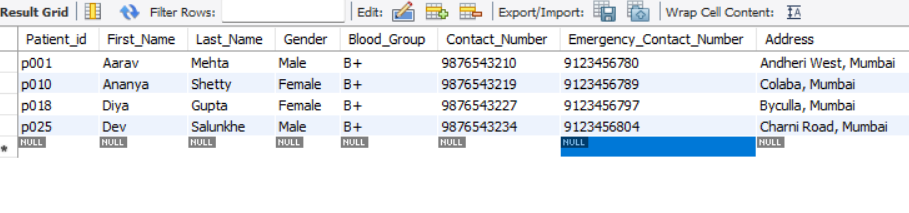 Result Grid Filter Rows: Edit: Export/Import: Wrap Cell Content: IA
Patient_id First_Name Last_Name Gender Blood_Group Contact_Number Emergency_Contact_Number Address
p001 Aarav Mehta Male B+ 9876543210 9123456780 Andheri West, Mumbai
p010 Ananya Shetty Female B+ 9876543219 9123456789 Colaba, Mumbai
p018 Diya Gupta Female B+ 9876543227 9123456797 Byculla, Mumbai
p025 Dev Salunkhe Male B+ 9876543234 9123456804 Charni Road, Mumbai
* NULL NULL NULL NULL NULL NULL NULL NULL